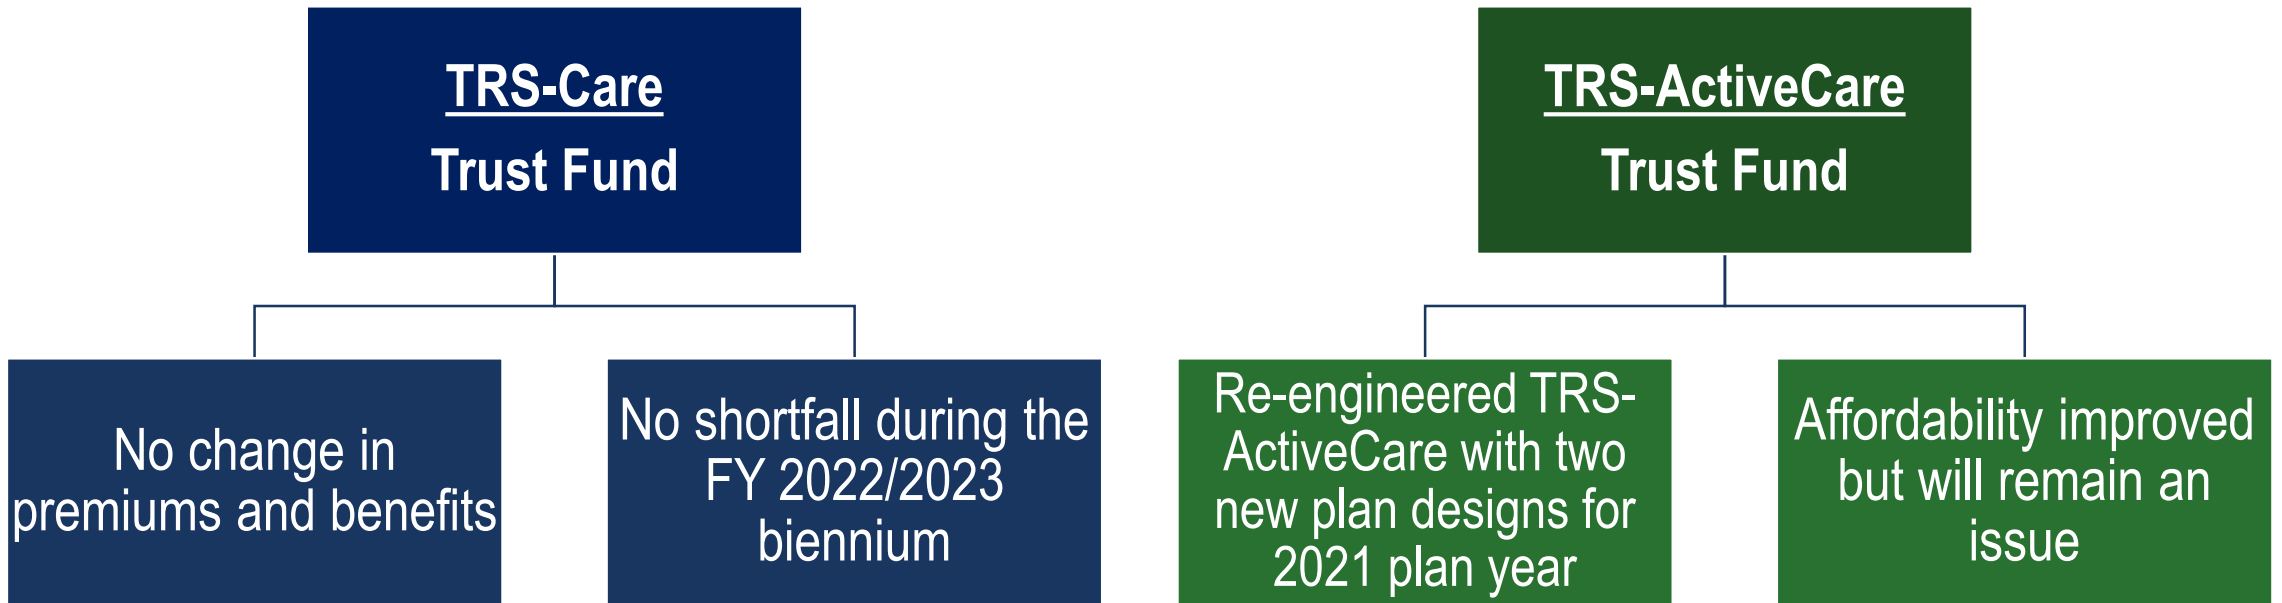 TRS-Care
Trust Fund
No change in
premiums and benefits
No shortfall during the
FY 2022/2023
biennium
TRS-ActiveCare
Trust Fund
Re-engineered TRS-
ActiveCare with two
new plan designs for
2021 plan year
Affordability improved
but will remain an
issue